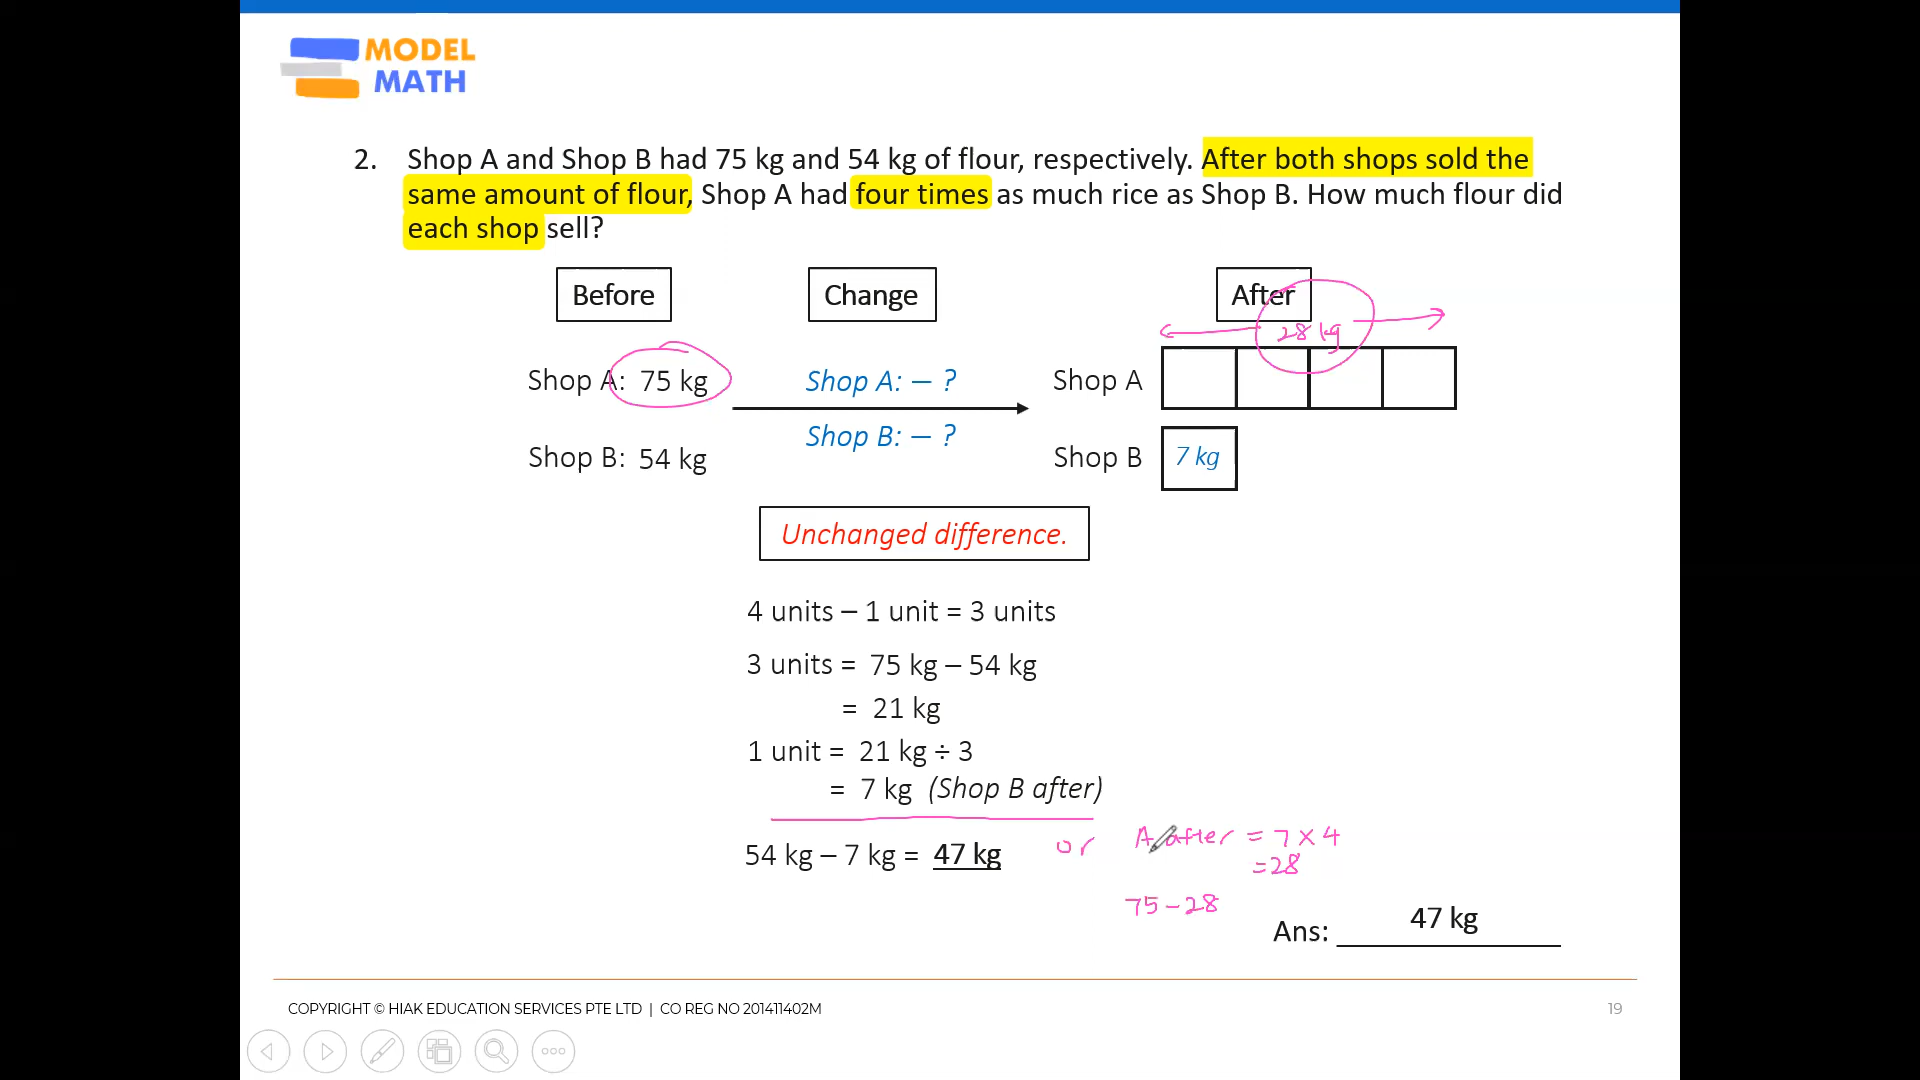 MODEL
MATH
2. Shop A and Shop B had 75 kg and 54 kg of flour, respectively. After both shops sold the
same amount of flour, Shop A had four times as much rice as Shop B. How much flour did
each shop sell?
Before
Change
After
28 kg
Shop A: 75 kg
Shop A: – ?
Shop A
Shop B: – ?
Shop B: 54 kg
Shop B
7 kg
Unchanged difference.
4 units – 1 unit = 3 units
3 units = 75 kg – 54 kg
= 21 kg
1 unit = 21 kg ÷ 3
= 7 kg (Shop B after)
54 kg – 7 kg = 47 kg
or A after = 7 × 4
= 28
75 – 28
Ans: 47 kg
COPYRIGHT © HIAK EDUCATION SERVICES PTE LTD | CO REG NO 201411402M
19